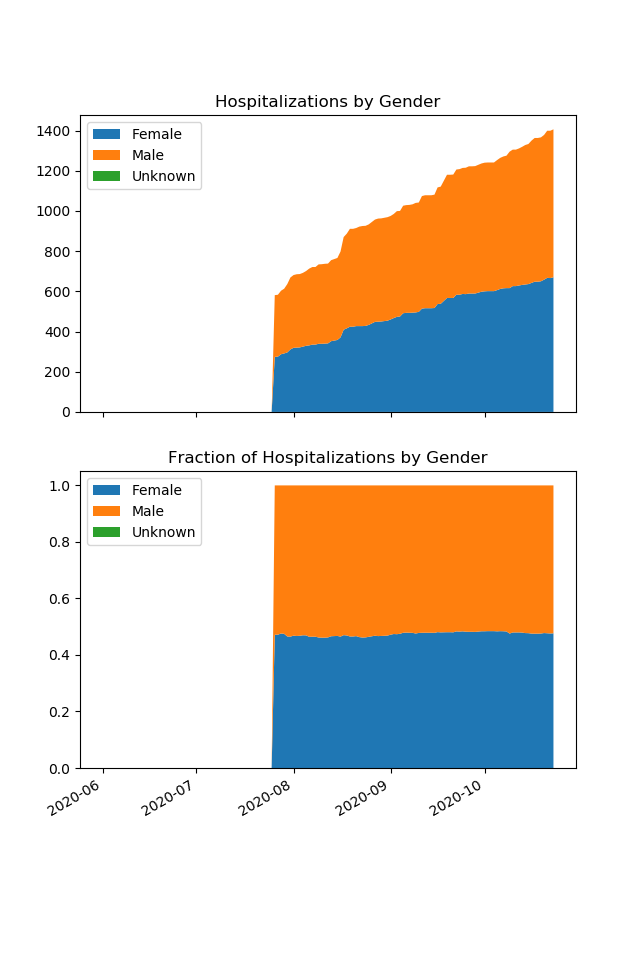 Hospitalizations by Gender
Female
Male
Unknown
1400
1200
1000
800
600
400
200
0
Fraction of Hospitalizations by Gender
Female
Male
Unknown
1.0
0.8
0.6
0.4
0.2
0.0
2020-06
2020-07
2020-08
2020-09
2020-10